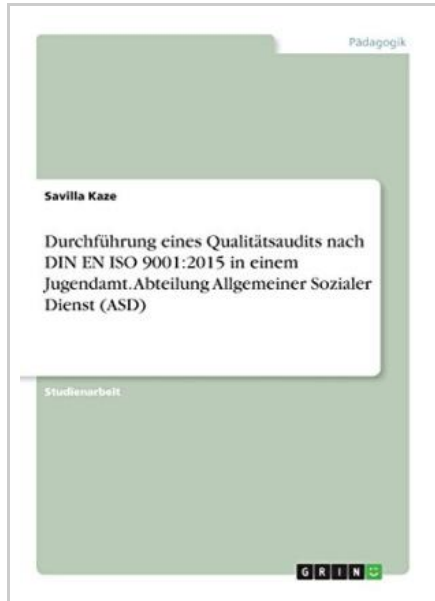 Pädagogik
Savilla Kaze
Durchführung eines Qualitätsaudits nach
DIN EN ISO 9001:2015 in einem
Jugendamt. Abteilung Allgemeiner Sozialer
Dienst (ASD)
Studienarbeit
GRIN